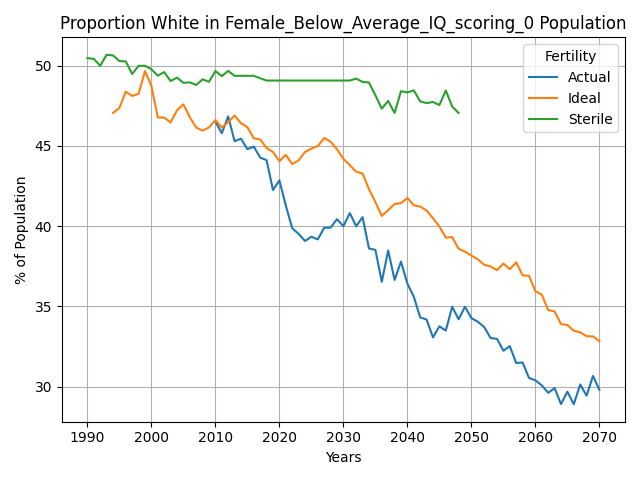 Proportion White in Female_Below_Average_IQ_scoring_0 Population
Fertility
Actual
Ideal
Sterile
% of Population
50
45
40
35
30
1990 2000 2010 2020 2030 2040 2050 2060 2070
Years